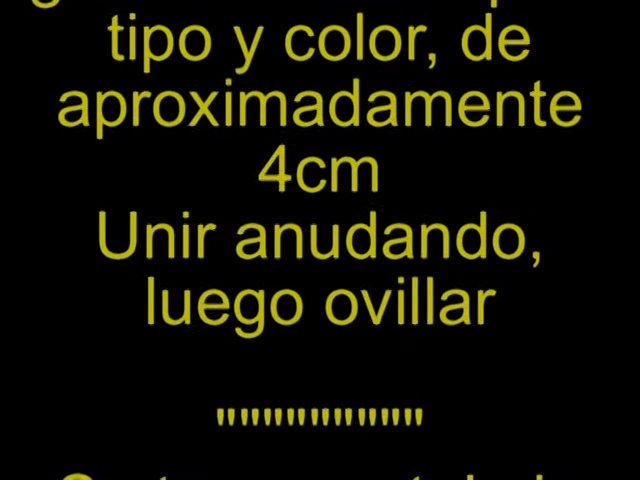 tipo y color, de
aproximadamente
4cm
Unir anudando,
luego ovillar
"""""""""